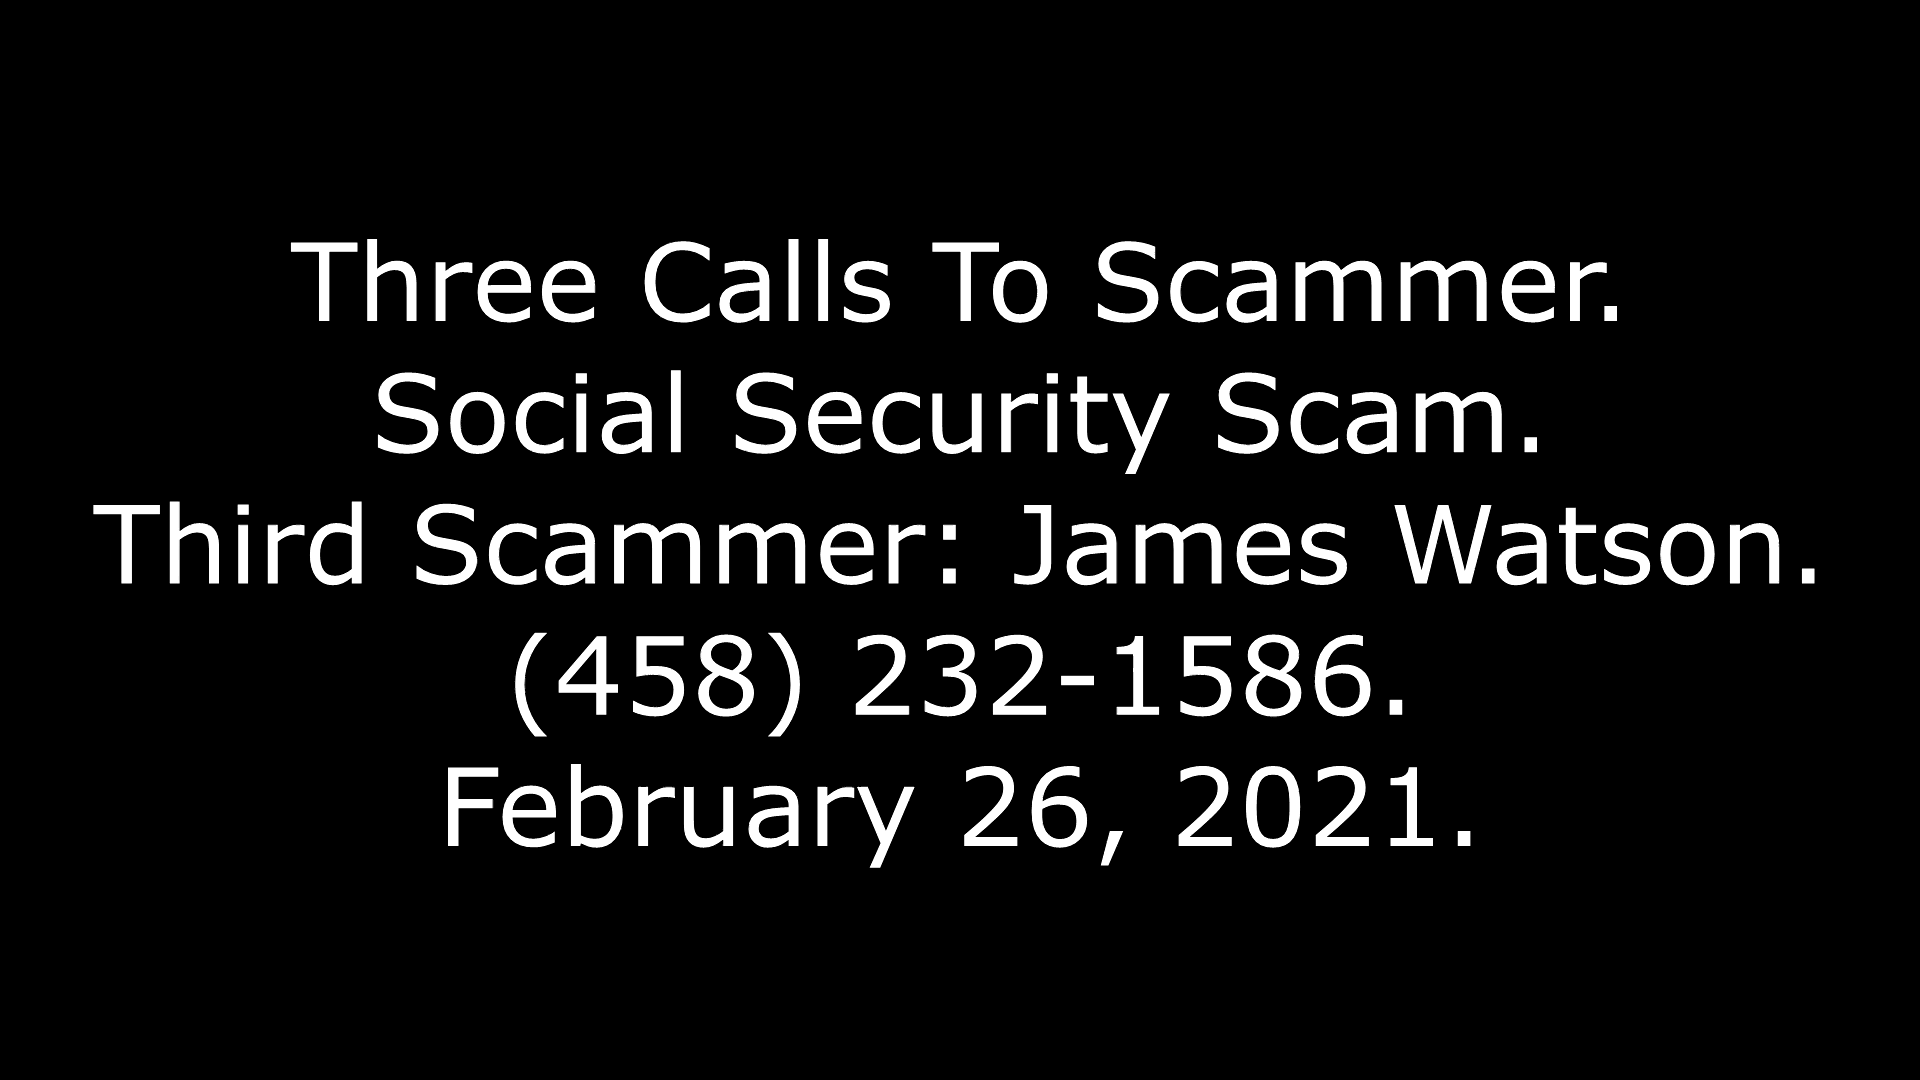 Three Calls To Scammer.
Social Security Scam.
Third Scammer: James Watson.
(458) 232-1586.
February 26, 2021.